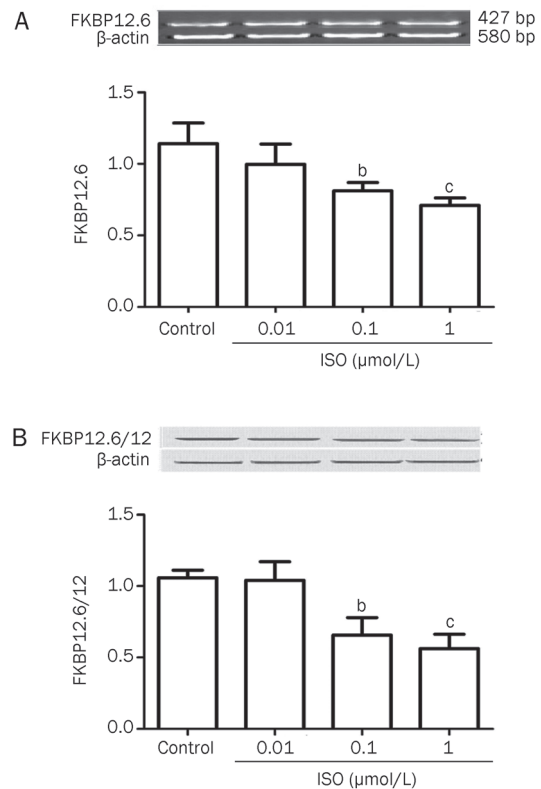 A
FKBP12.6 427 bp
β-actin 580 bp
1.5
1.0
0.5
0.0
FKBP12.6
b
c
Control 0.01 0.1 1
ISO (μmol/L)
B
FKBP12.6/12
β-actin
1.5
1.0
0.5
0.0
FKBP12.6/12
b
c
Control 0.01 0.1 1
ISO (μmol/L)